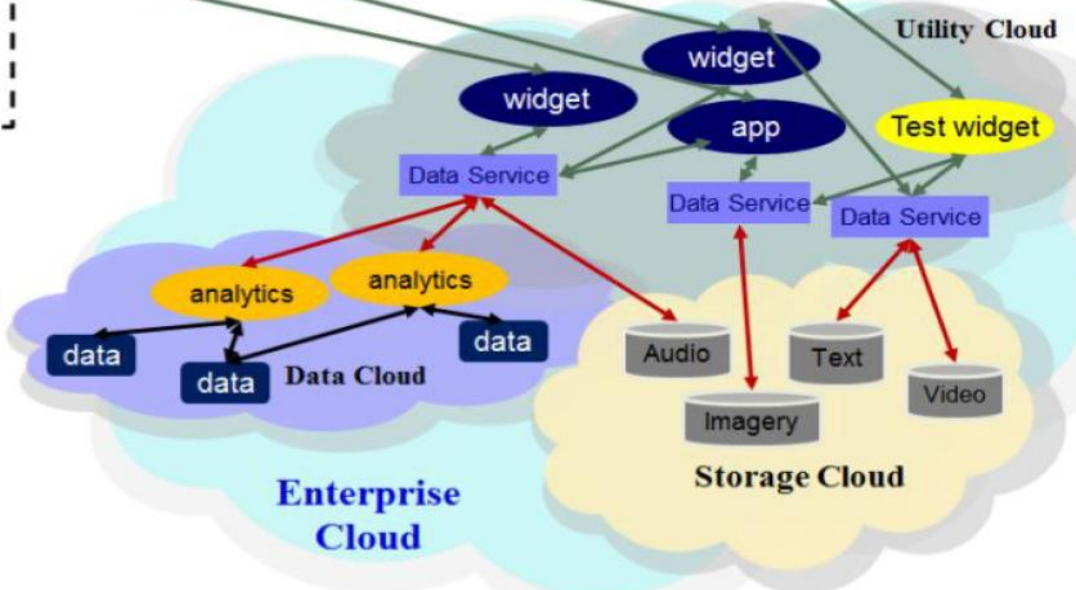 Utility Cloud
widget
widget
app
Test widget
Data Service
Data Service
Data Service
analytics
analytics
data
data
data
Data Cloud
Audio
Text
Imagery
Video
Storage Cloud
Enterprise
Cloud